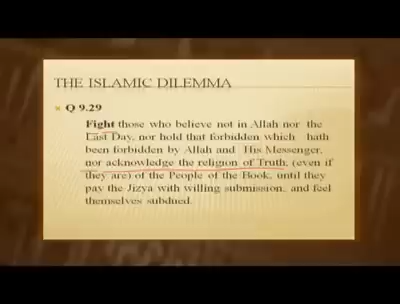 THE ISLAMIC DILEMMA
Q 9.29
Fight those who believe not in Allah nor the
Last Day, nor hold that forbidden which hath
been forbidden by Allah and His Messenger,
nor acknowledge the religion of Truth, (even if
they are) of the People of the Book, until they
pay the Jizya with willing submission, and feel
themselves subdued.